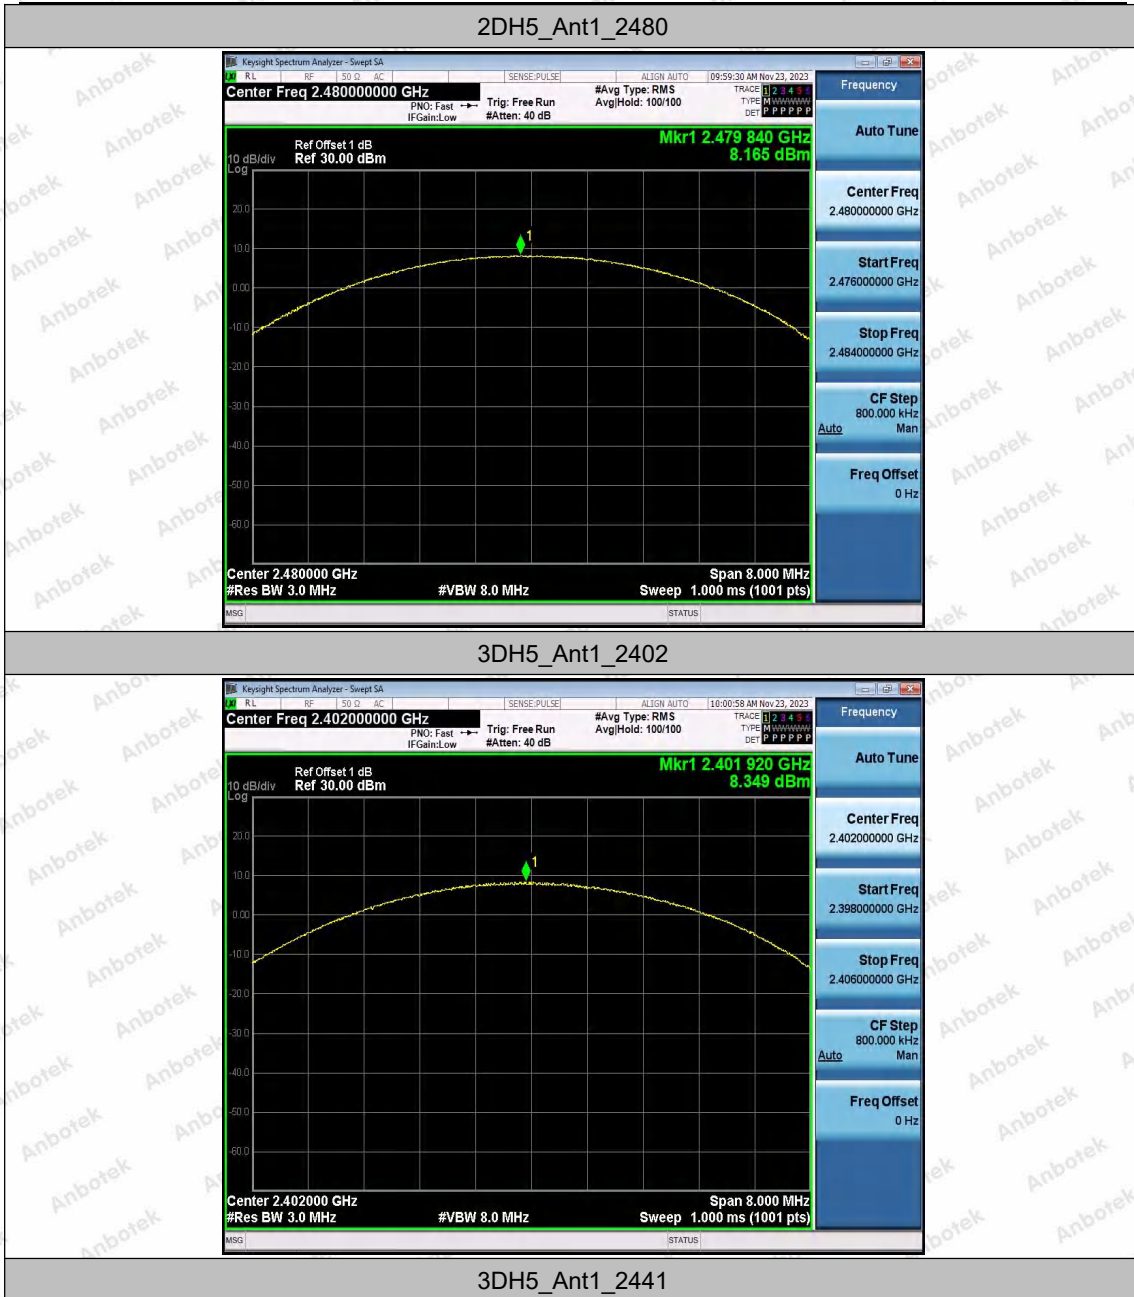 2DH5_Ant1_2480
Keysight Spectrum Analyzer - Swept SA
RL RF 50 Ω AC SENSE:PULSE ALIGN AUTO 09:59:30 AM Nov 23, 2023
Center Freq 2.480000000 GHz
PNO: Fast
IFGain:Low
Trig: Free Run
#Atten: 40 dB
#Avg Type: RMS
Avg|Hold: 100/100
TRACE 1 2 3 4 5 6
TYPE M WWWWW
DET P P P P P P
Frequency
Mkr1 2.479 840 GHz
8.165 dBm
Ref Offset 1 dB
10 dB/div Ref 30.00 dBm
Log
20.0
10.0
0.00
-10.0
-20.0
-30.0
-40.0
-50.0
-60.0
1
Auto Tune
Center Freq
2.480000000 GHz
Start Freq
2.476000000 GHz
Stop Freq
2.484000000 GHz
CF Step
800.000 kHz
Auto Man
Freq Offset
0 Hz
Center 2.480000 GHz Span 8.000 MHz
#Res BW 3.0 MHz #VBW 8.0 MHz Sweep 1.000 ms (1001 pts)
MSG STATUS
3DH5_Ant1_2402
Keysight Spectrum Analyzer - Swept SA
RL RF 50 Ω AC SENSE:PULSE ALIGN AUTO 10:00:58 AM Nov 23, 2023
Center Freq 2.402000000 GHz
PNO: Fast
IFGain:Low
Trig: Free Run
#Atten: 40 dB
#Avg Type: RMS
Avg|Hold: 100/100
TRACE 1 2 3 4 5 6
TYPE M WWWWW
DET P P P P P P
Frequency
Mkr1 2.401 920 GHz
8.349 dBm
Ref Offset 1 dB
10 dB/div Ref 30.00 dBm
Log
20.0
10.0
0.00
-10.0
-20.0
-30.0
-40.0
-50.0
-60.0
1
Auto Tune
Center Freq
2.402000000 GHz
Start Freq
2.398000000 GHz
Stop Freq
2.406000000 GHz
CF Step
800.000 kHz
Auto Man
Freq Offset
0 Hz
Center 2.402000 GHz Span 8.000 MHz
#Res BW 3.0 MHz #VBW 8.0 MHz Sweep 1.000 ms (1001 pts)
MSG STATUS
3DH5_Ant1_2441
Anbotek